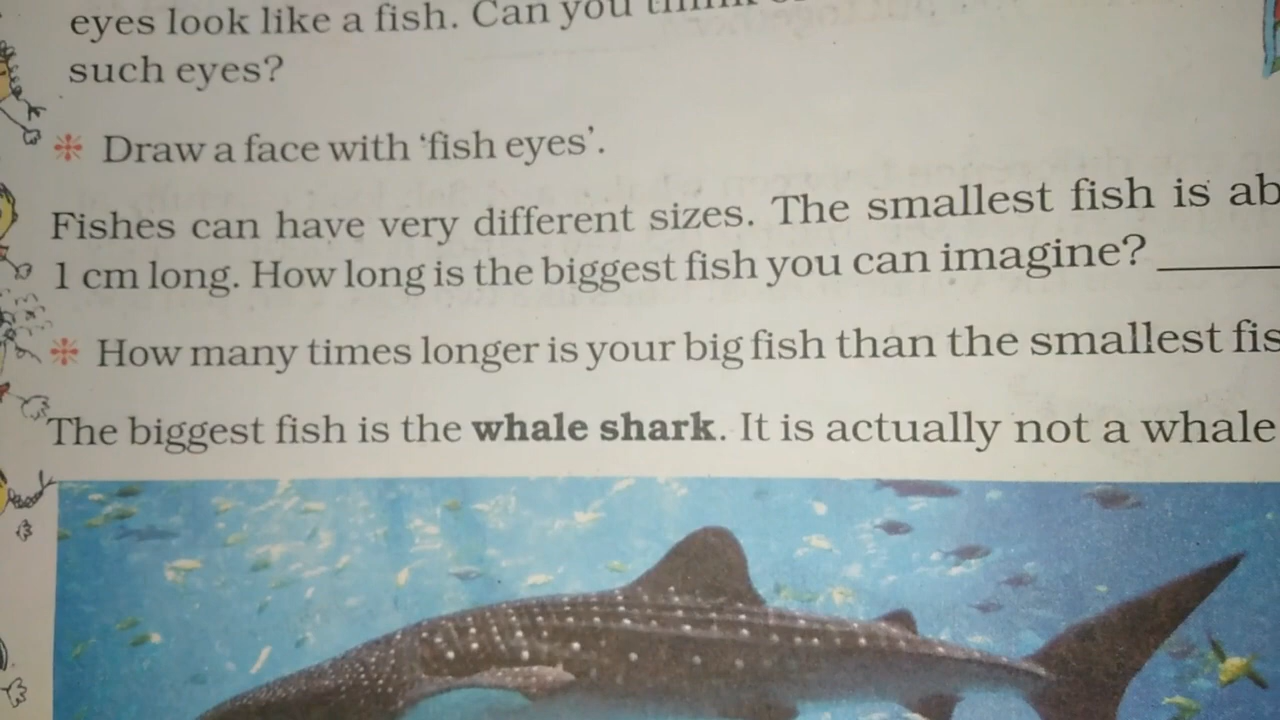 eyes look like a fish. Can you think
such eyes?
❉ Draw a face with ‘fish eyes’.
Fishes can have very different sizes. The smallest fish is ab
1 cm long. How long is the biggest fish you can imagine? ______
❉ How many times longer is your big fish than the smallest fis
The biggest fish is the whale shark. It is actually not a whale